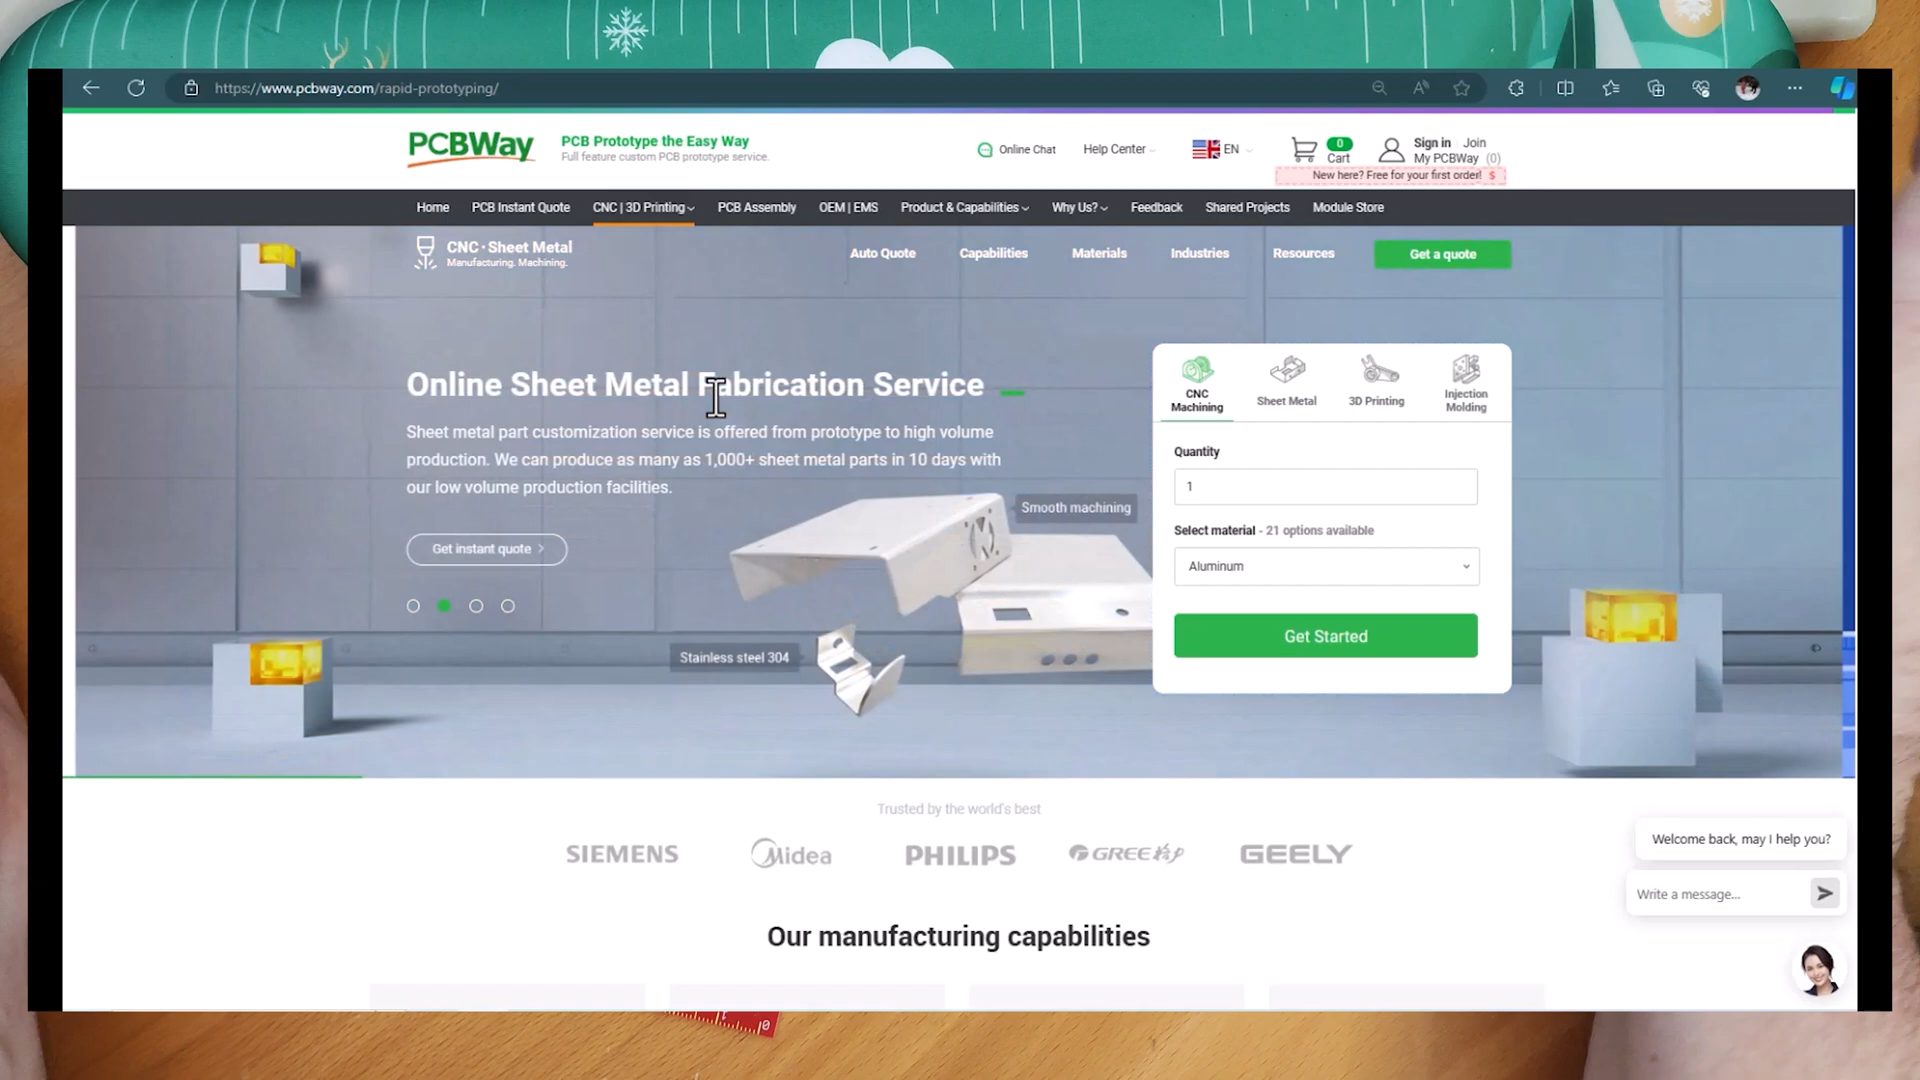 https://www.pcbway.com/rapid-prototyping/
PCBWay
PCB Prototype the Easy Way
Full feature custom PCB prototype service.
Online Chat
Help Center
EN
0
Cart
Sign in Join
My PCBWay (0)
New here? Free for your first order! $
Home PCB Instant Quote CNC | 3D Printing PCB Assembly OEM | EMS Product & Capabilities Why Us? Feedback Shared Projects Module Store
CNC · Sheet Metal
Manufacturing. Machining.
Auto Quote Capabilities Materials Industries Resources Get a quote
Online Sheet Metal Fabrication Service
Sheet metal part customization service is offered from prototype to high volume
production. We can produce as many as 1,000+ sheet metal parts in 10 days with
our low volume production facilities.
Get instant quote
Smooth machining
Stainless steel 304
CNC
Machining
Sheet Metal
3D Printing
Injection
Molding
Quantity
1
Select material - 21 options available
Aluminum
Get Started
Trusted by the world's best
SIEMENS Midea PHILIPS GREE 格力 GEELY
Welcome back, may I help you?
Write a message...
Our manufacturing capabilities